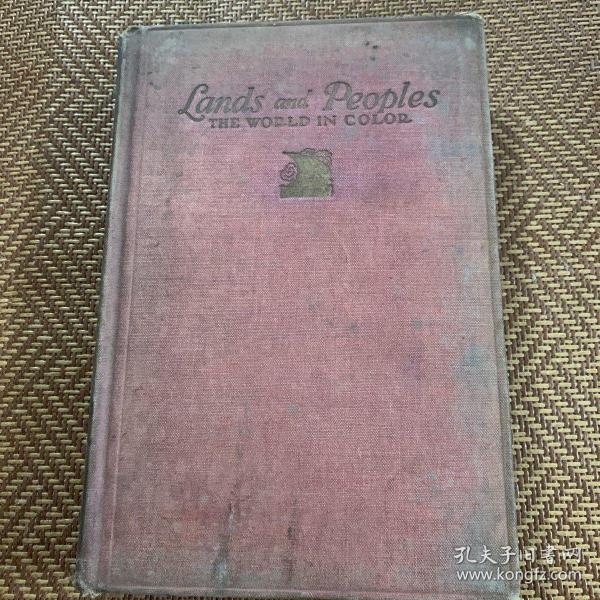 Lands and Peoples
THE WORLD IN COLOR
孔夫子旧书网
www.kongfz.com